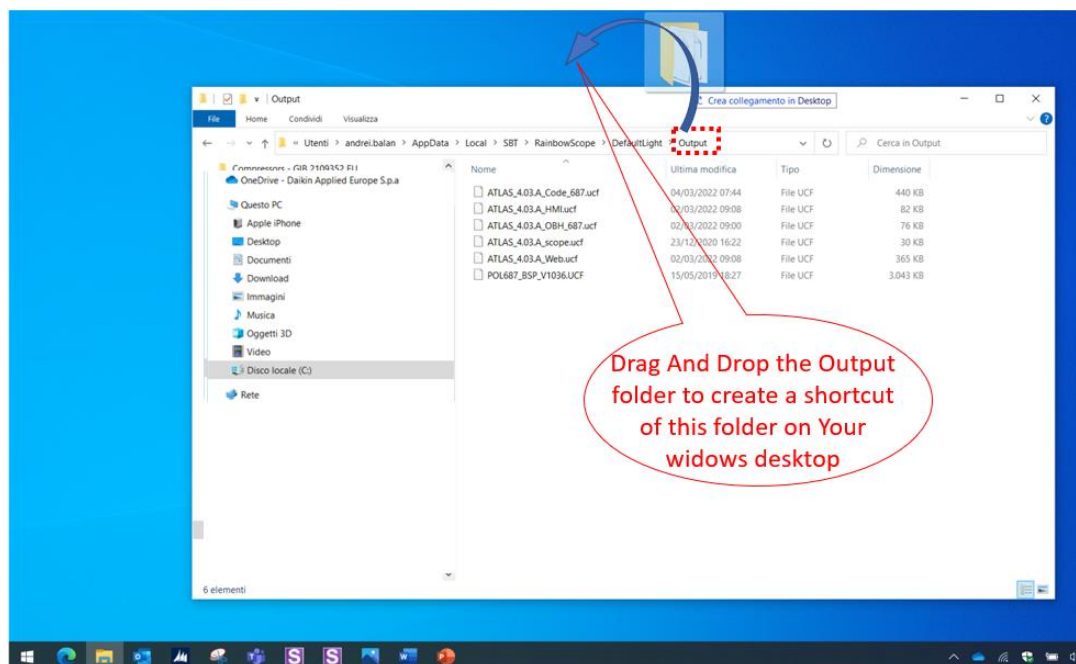 Output
Crea collegamento in Desktop
File Home Condividi Visualizza
« Utenti > andrei.balan > AppData > Local > SBT > RainbowScope > DefaultLight > Output
Cerca in Output
Compressors - GIB 2109352 EU
OneDrive - Daikin Applied Europe S.p.a
Questo PC
Apple iPhone
Desktop
Documenti
Download
Immagini
Musica
Oggetti 3D
Video
Disco locale (C:)
Rete
Nome Ultima modifica Tipo Dimensione
ATLAS_4.03.A_Code_687.ucf 04/03/2022 07:44 File UCF 440 KB
ATLAS_4.03.A_HMI.ucf 02/03/2022 09:08 File UCF 82 KB
ATLAS_4.03.A_OBH_687.ucf 02/03/2022 09:00 File UCF 76 KB
ATLAS_4.03.A_scope.ucf 23/12/2020 16:22 File UCF 30 KB
ATLAS_4.03.A_Web.ucf 02/03/2022 09:08 File UCF 365 KB
POL687_BSP_V1036.UCF 15/05/2019 18:27 File UCF 3.043 KB
Drag And Drop the Output
folder to create a shortcut
of this folder on Your
widows desktop
6 elementi